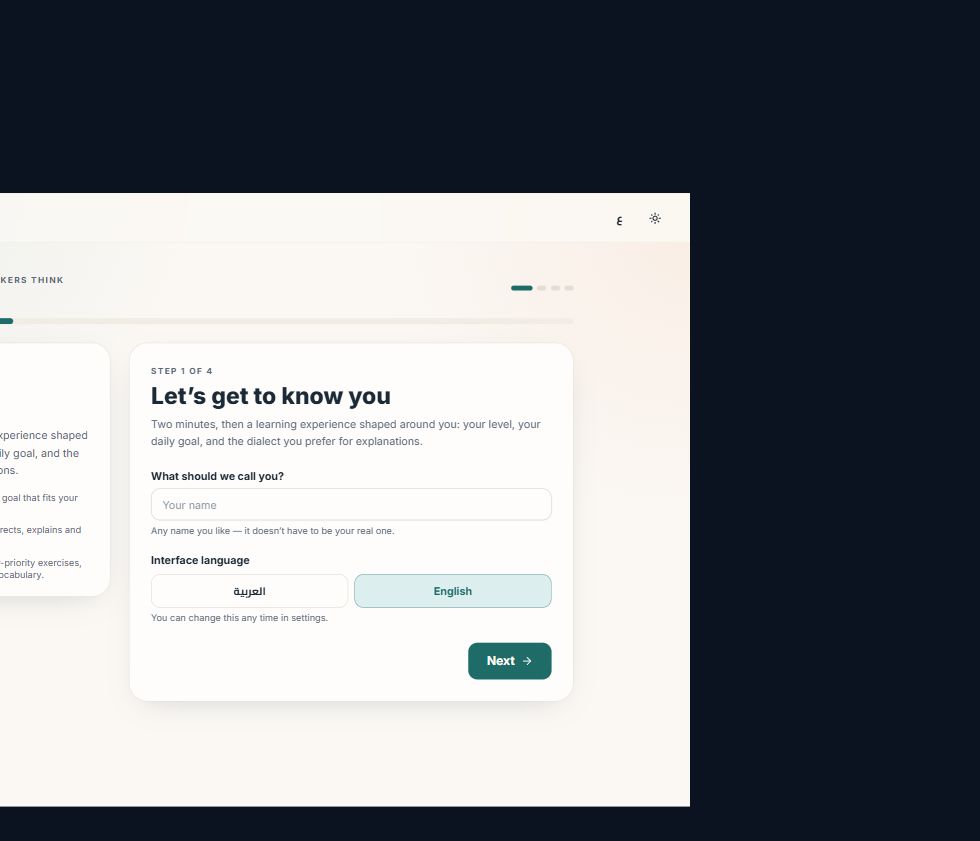 ع
KERS THINK
xperience shaped
ily goal, and the
ons.
goal that fits your
rects, explains and
-priority exercises,
ocabulary.
STEP 1 OF 4
Let’s get to know you
Two minutes, then a learning experience shaped around you: your level, your
daily goal, and the dialect you prefer for explanations.
What should we call you?
Your name
Any name you like — it doesn’t have to be your real one.
Interface language
العربية
English
You can change this any time in settings.
Next →